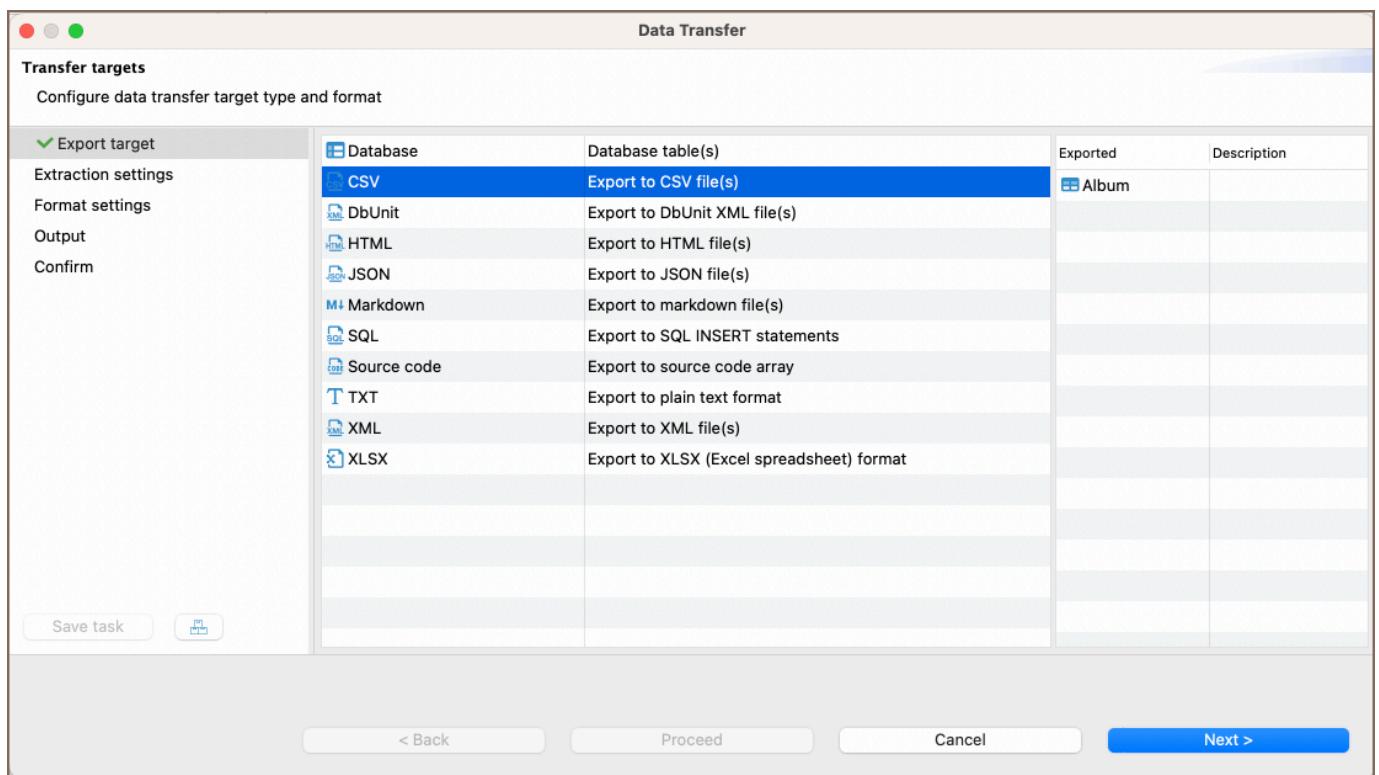 Data Transfer
Transfer targets
Configure data transfer target type and format
Export target
Extraction settings
Format settings
Output
Confirm
Save task
Database Database table(s)
CSV Export to CSV file(s)
DbUnit Export to DbUnit XML file(s)
HTML Export to HTML file(s)
JSON Export to JSON file(s)
Markdown Export to markdown file(s)
SQL Export to SQL INSERT statements
Source code Export to source code array
TXT Export to plain text format
XML Export to XML file(s)
XLSX Export to XLSX (Excel spreadsheet) format
Exported Description
Album
< Back Proceed Cancel Next >